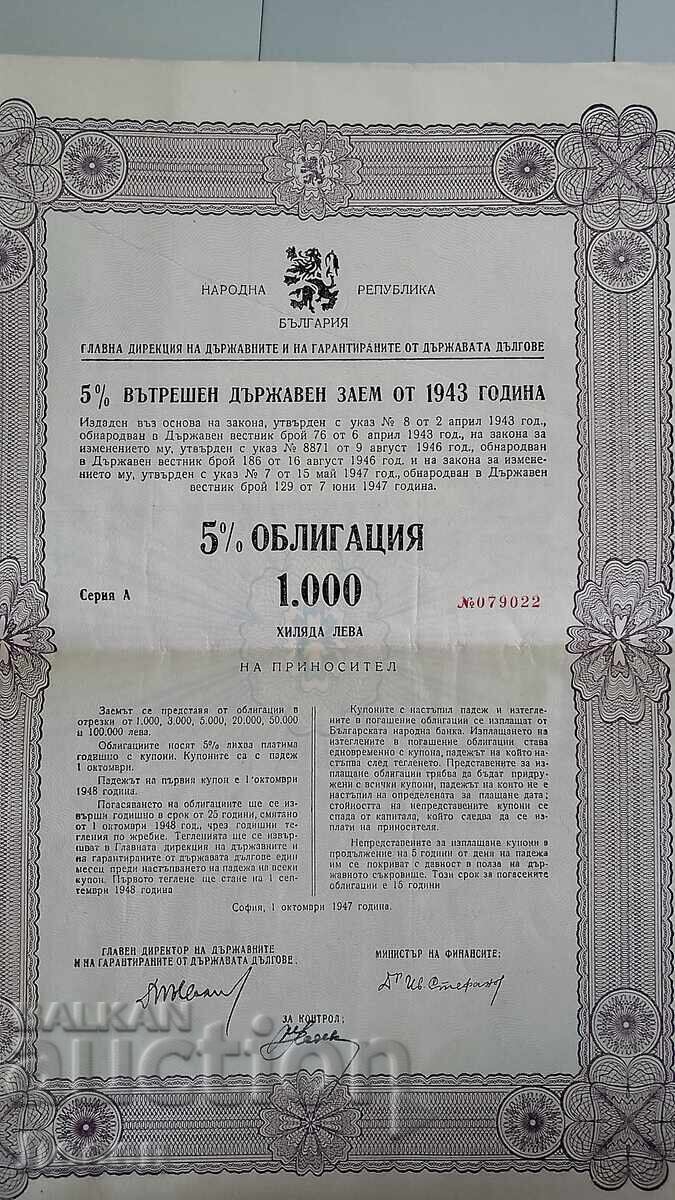 НАРОДНА РЕПУБЛИКА
БЪЛГАРИЯ
ГЛАВНА ДИРЕКЦИЯ НА ДЪРЖАВНИТЕ И НА ГАРАНТИРАНИТЕ ОТ ДЪРЖАВАТА ДЪЛГОВЕ
5% ВЪТРЕШЕН ДЪРЖАВЕН ЗАЕМ ОТ 1943 ГОДИНА
Издаден въз основа на закона, утвърден с указ № 8 от 2 април 1943 год.,
обнародван в Държавен вестник брой 76 от 6 април 1943 год., на закона за
изменението му, утвърден с указ № 8871 от 9 август 1946 год., обнародван
в Държавен вестник брой 186 от 16 август 1946 год. и на закона за измене-
нието му, утвърден с указ № 7 от 15 май 1947 год., обнародван в Държавен
вестник брой 129 от 7 юни 1947 година.
5% ОБЛИГАЦИЯ
Серия А 1.000 №079022
ХИЛЯДА ЛЕВА
НА ПРИНОСИТЕЛ
Заемът се представя от облигации в
отрезки от 1.000, 3.000, 5.000, 20.000, 50.000
и 100.000 лева.
Облигациите носят 5% лихва платима
годишно с купони. Купоните са с падеж
1 октомври.
Падежът на първия купон е 1 октомври
1948 година.
Погасяването на облигациите ще се из-
върши годишно в срок от 25 години, смятано
от 1 октомври 1948 год., чрез годишни те-
гления по жребие. Тегленията ще се извър-
шват в Главната дирекция на държавните и
на гарантираните от държавата дългове един
месец преди настъпването на падежа на всеки
купон. Първото теглене ще стане на 1 сеп-
тември 1948 година
Купоните с настъпил падеж и изтегле-
ните в погашение облигации се изплащат от
Българската народна банка. Изплащането на
изтеглените в погашение облигации става
едновременно с купона, падежът на който на-
стъпва след тегленето. Представените за из-
плащане облигации трябва да бъдат придруже-
ни с всички купони, падежът на които не е
настъпил на определената за плащане дата;
стойността на непредставените купони се
спада от капитала, който следва да се из-
плати на приносителя.
Непредставените за изплащане купони в
продължение на 5 години от деня на падежа
им се покриват с давност в полза на дър-
жавното съкровище. Този срок за погасените
облигации е 15 години
София, 1 октомври 1947 година.
ГЛАВЕН ДИРЕКТОР НА ДЪРЖАВНИТЕ
И НА ГАРАНТИРАНИТЕ ОТ ДЪРЖАВАТА ДЪЛГОВЕ:
МИНИСТЪР НА ФИНАНСИТЕ:
Д-р Ив. Стефанов
ЗА КОНТРОЛ:
BALKAN
auction